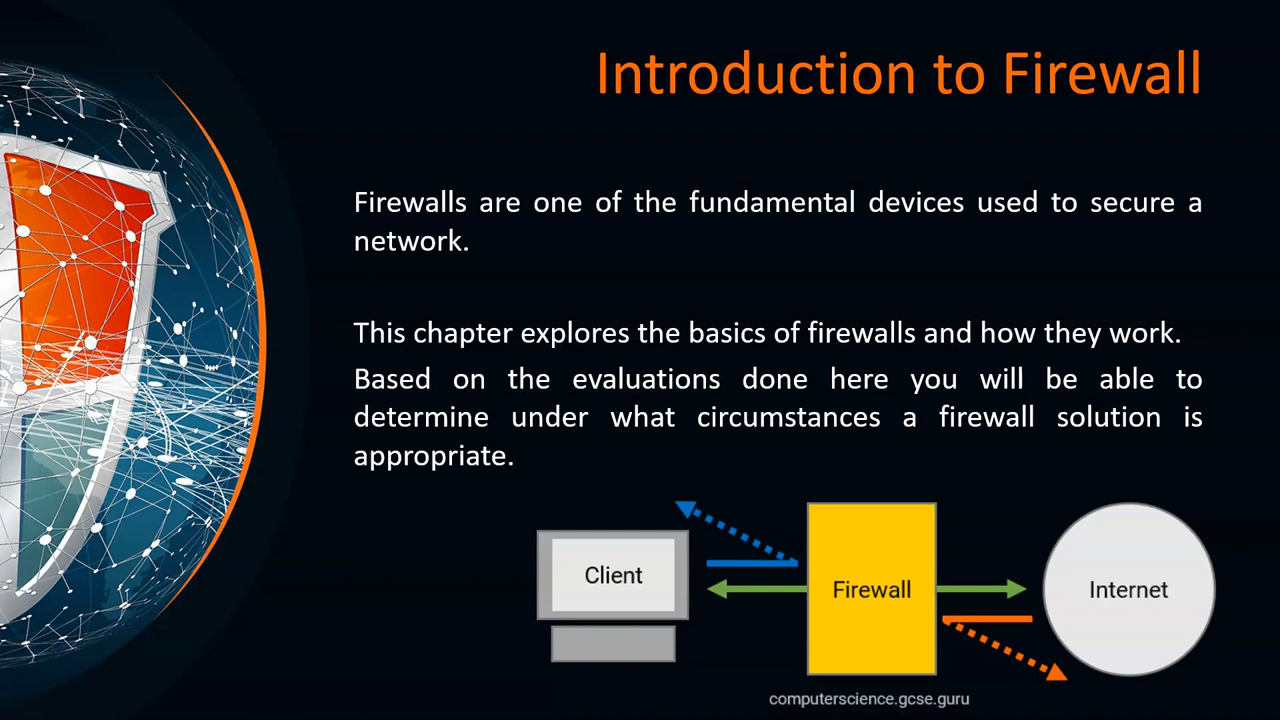 Introduction to Firewall
Firewalls are one of the fundamental devices used to secure a
network.
This chapter explores the basics of firewalls and how they work.
Based on the evaluations done here you will be able to
determine under what circumstances a firewall solution is
appropriate.
Client
Firewall
Internet
computerscience.gcse.guru